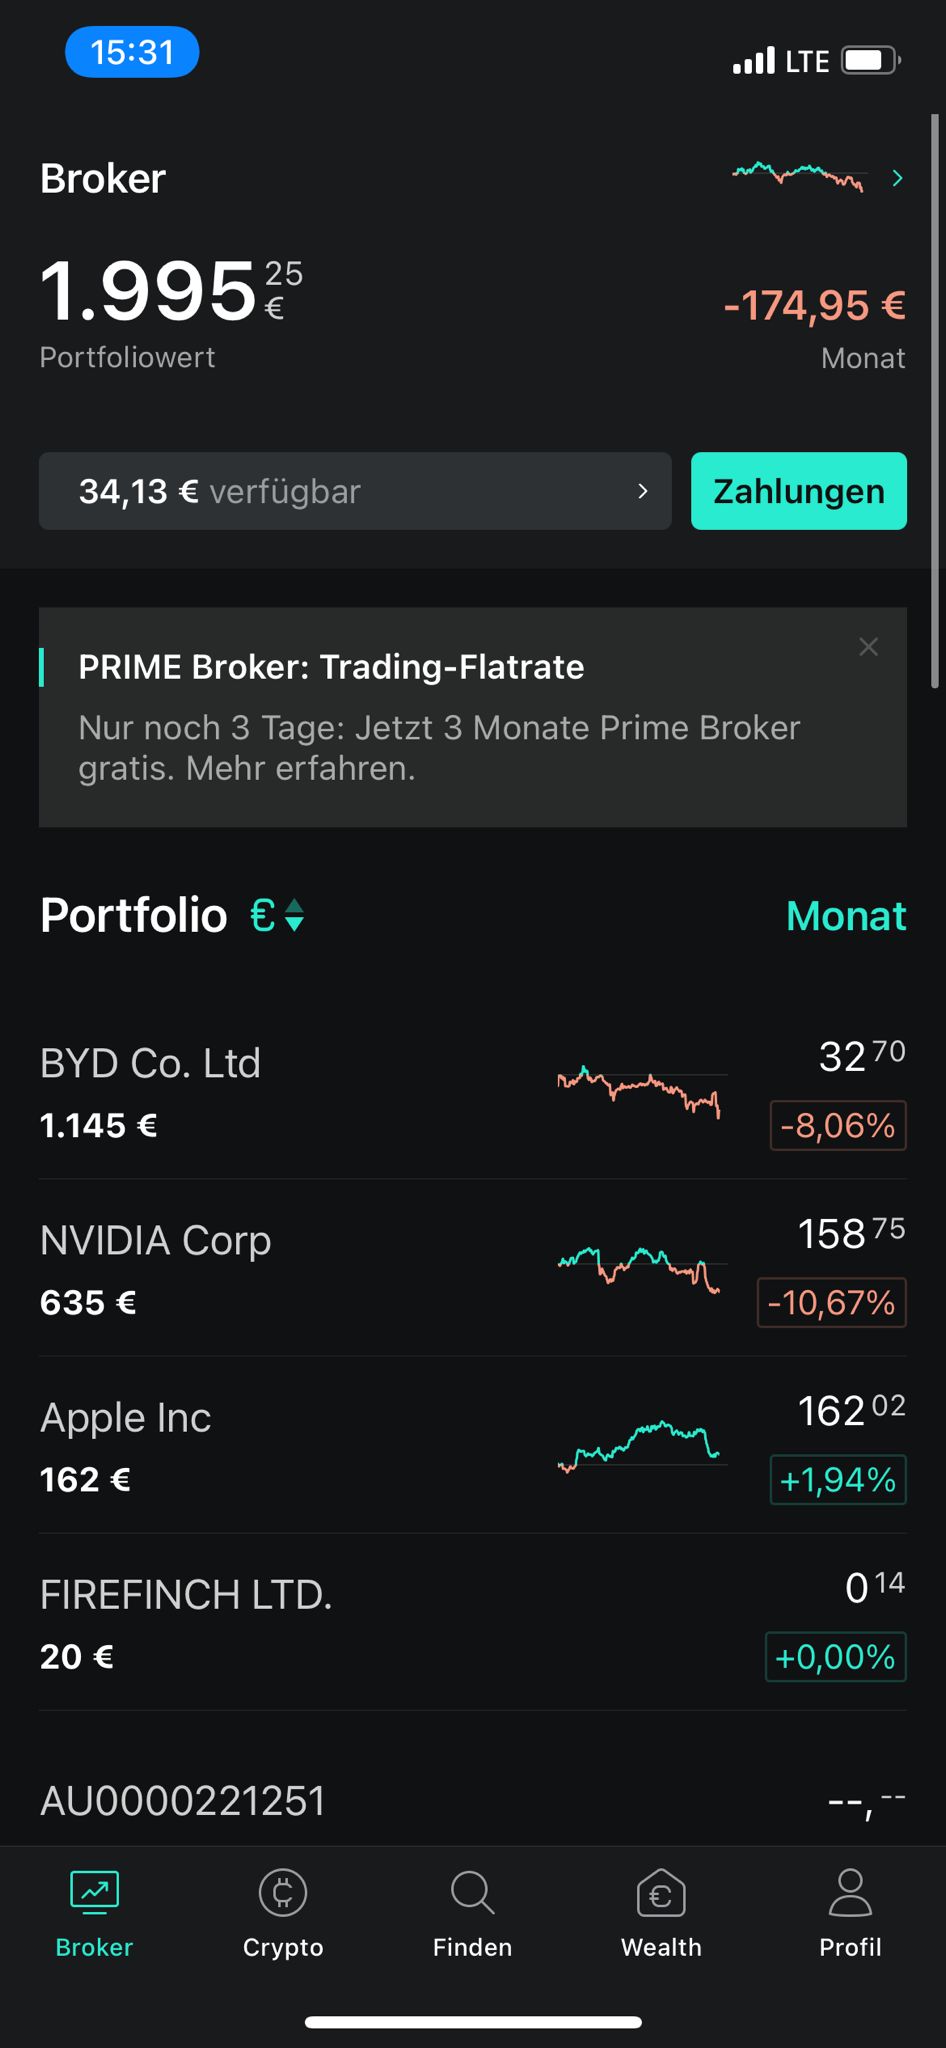 15:31
LTE
Broker
1.995 25 €
-174,95 €
Portfoliowert
Monat
34,13 € verfügbar
Zahlungen
PRIME Broker: Trading-Flatrate
Nur noch 3 Tage: Jetzt 3 Monate Prime Broker
gratis. Mehr erfahren.
Portfolio €
Monat
BYD Co. Ltd
32 70
1.145 €
-8,06%
NVIDIA Corp
158 75
635 €
-10,67%
Apple Inc
162 02
162 €
+1,94%
FIREFINCH LTD.
0 14
20 €
+0,00%
AU0000221251
--,--
Broker
Crypto
Finden
Wealth
Profil